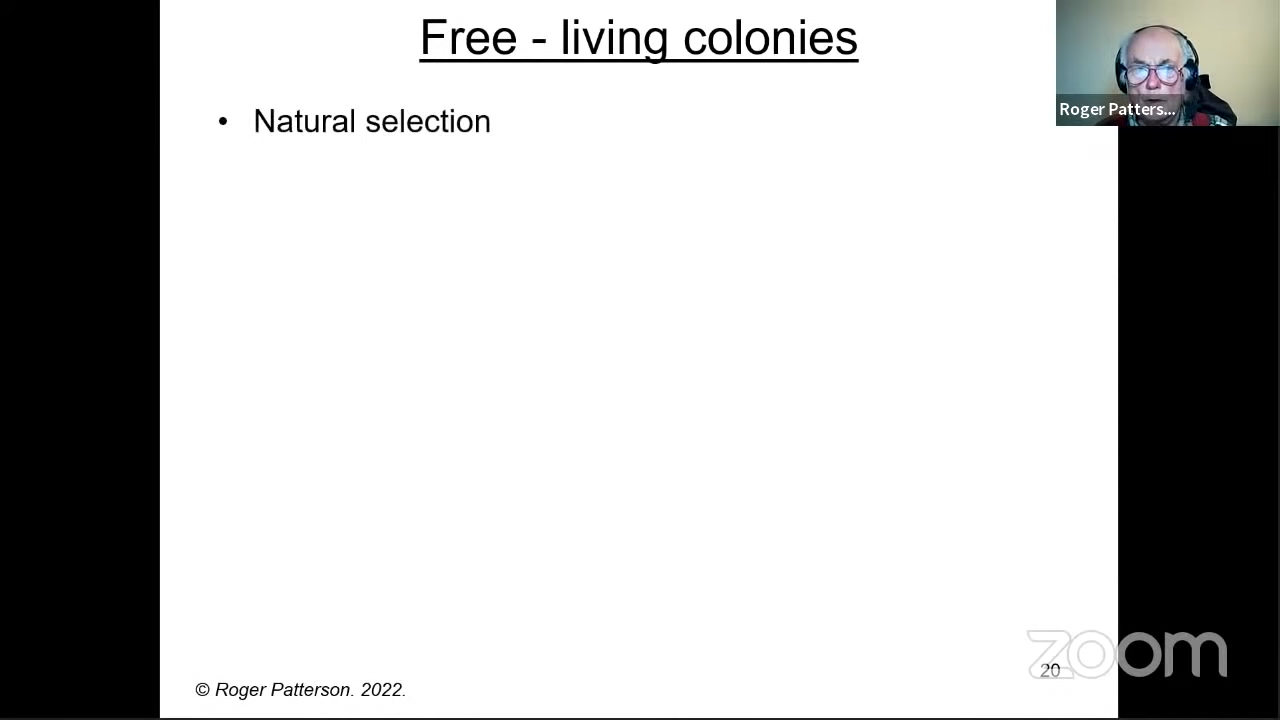 Free - living colonies
Roger Patters...
• Natural selection
zoom
20
© Roger Patterson. 2022.